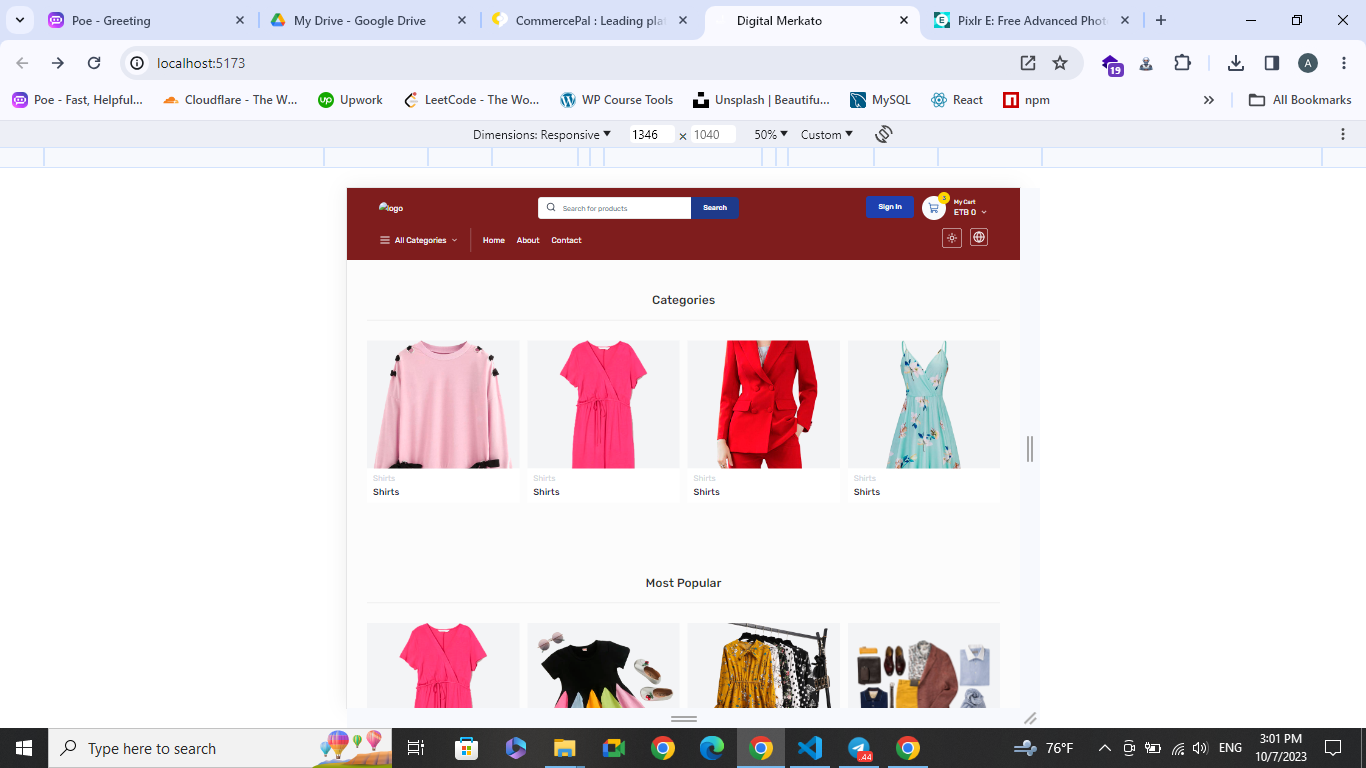 Poe - Greeting
My Drive - Google Drive
CommercePal : Leading pla
Digital Merkato
Pixlr E: Free Advanced Phot
localhost:5173
19
A
Poe - Fast, Helpful...
Cloudflare - The W...
Upwork
LeetCode - The Wo...
WP Course Tools
Unsplash | Beautifu...
MySQL
React
npm
All Bookmarks
Dimensions: Responsive
1346
1040
50%
Custom
logo
Search for products
Search
Sign In
3
My Cart
ETB 0
All Categories
Home
About
Contact
Categories
Shirts
Shirts
Shirts
Shirts
Shirts
Shirts
Shirts
Shirts
Most Popular
Type here to search
.44
76°F
ENG
3:01 PM
10/7/2023